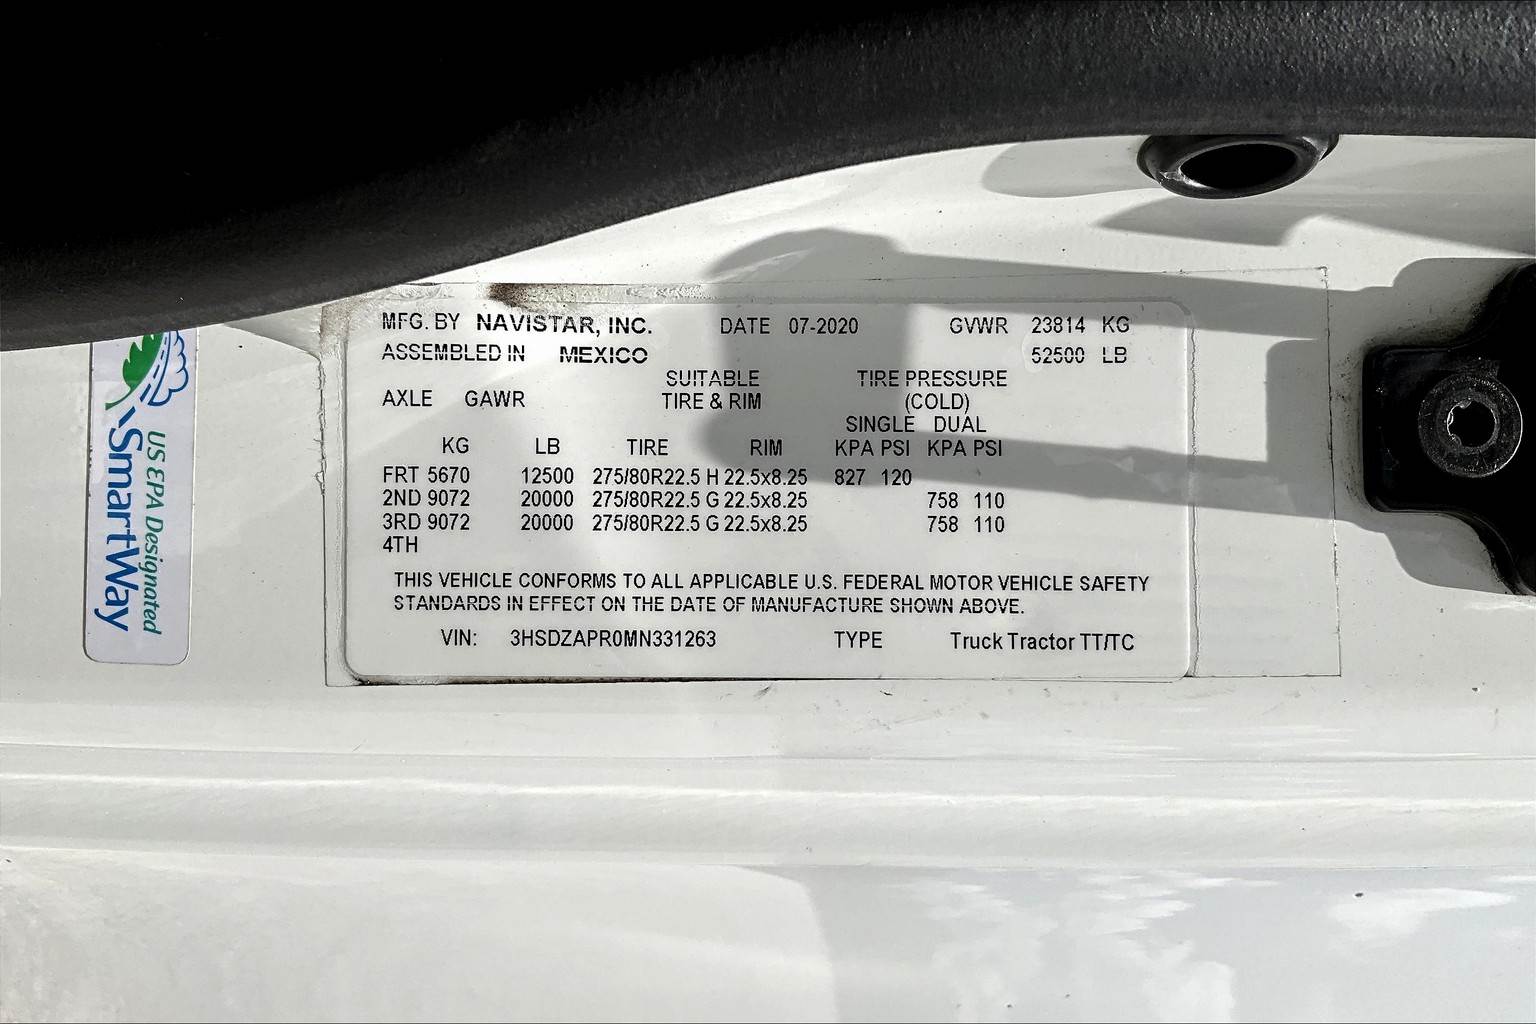 MFG. BY NAVISTAR, INC. DATE 07-2020 GVWR 23814 KG
ASSEMBLED IN MEXICO 52500 LB
SUITABLE TIRE PRESSURE
AXLE GAWR TIRE & RIM (COLD)
SINGLE DUAL
KG LB TIRE RIM KPA PSI KPA PSI
FRT 5670 12500 275/80R22.5 H 22.5x8.25 827 120
2ND 9072 20000 275/80R22.5 G 22.5x8.25 758 110
3RD 9072 20000 275/80R22.5 G 22.5x8.25 758 110
4TH
THIS VEHICLE CONFORMS TO ALL APPLICABLE U.S. FEDERAL MOTOR VEHICLE SAFETY
STANDARDS IN EFFECT ON THE DATE OF MANUFACTURE SHOWN ABOVE.
VIN: 3HSDZAPR0MN331263 TYPE Truck Tractor TT/TC
US EPA Designated
SmartWay